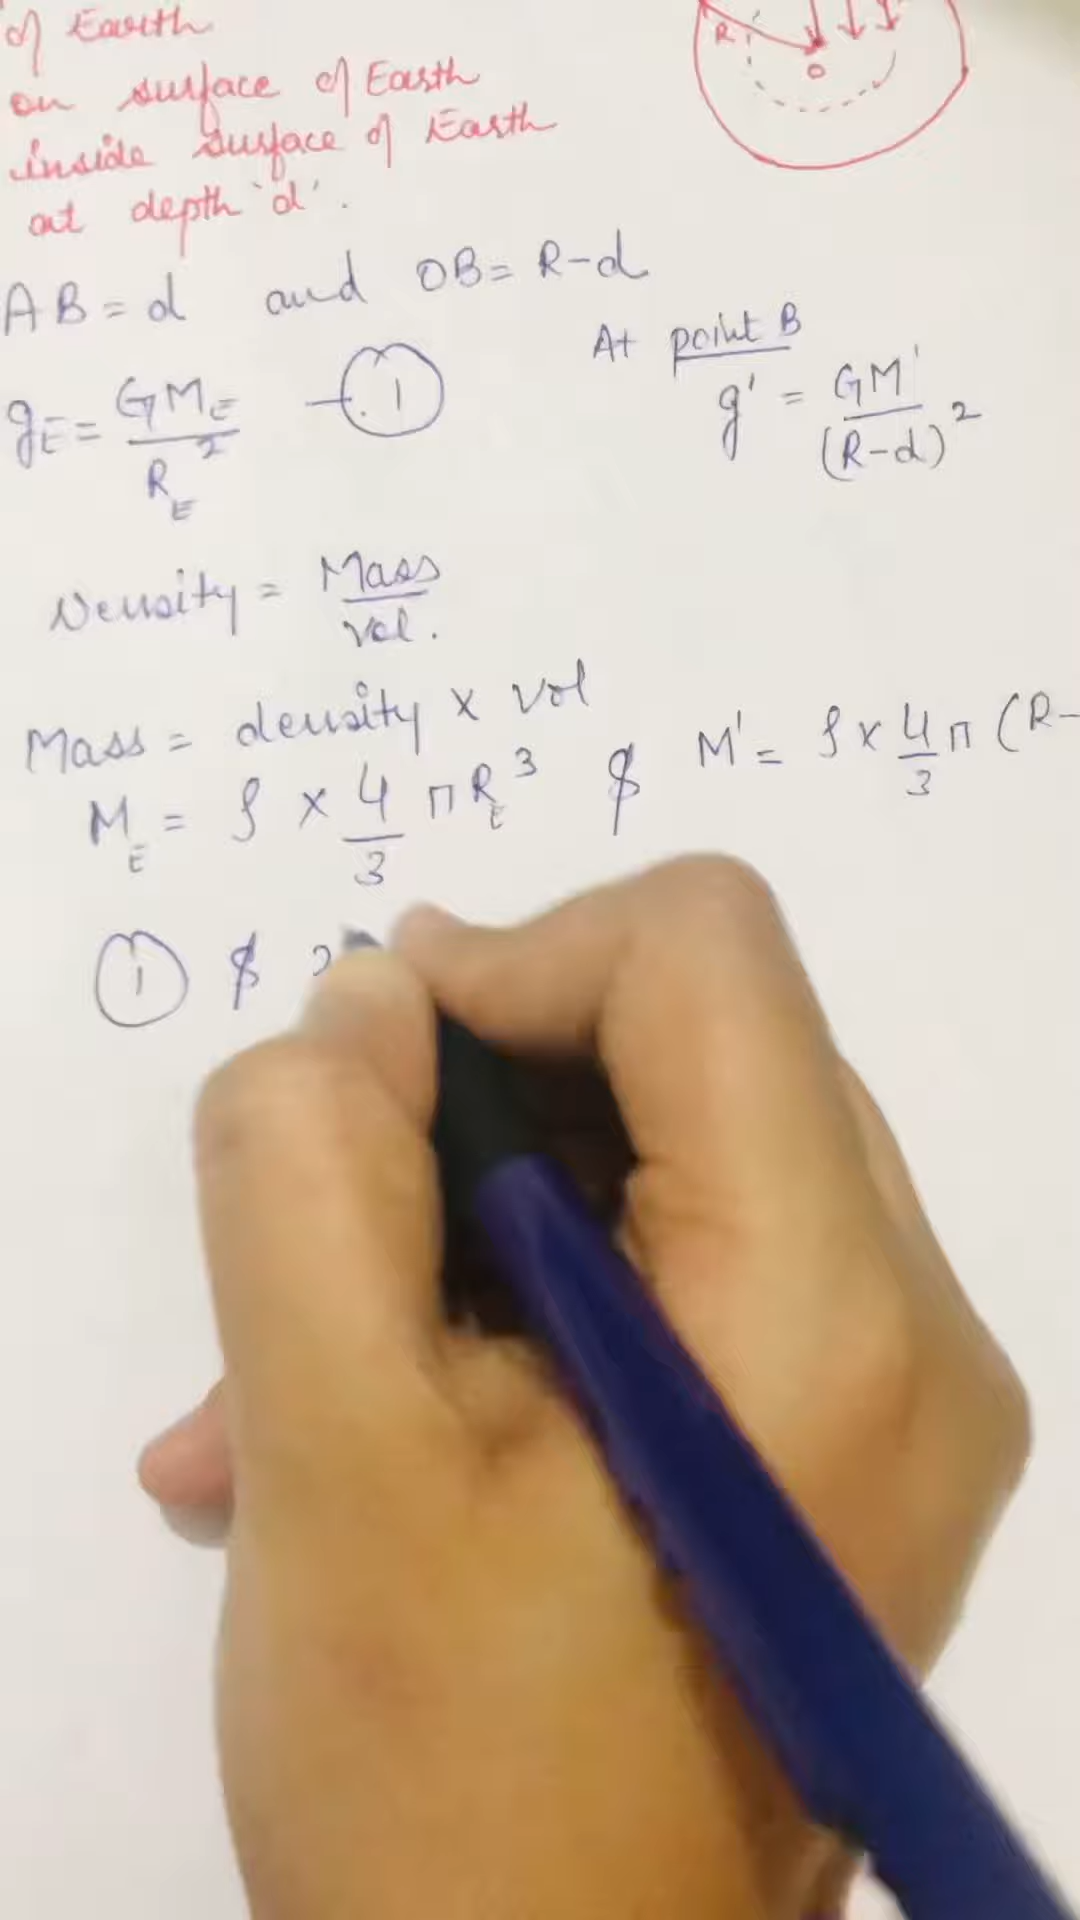 of Earth
on surface of Earth
inside surface of Earth
at depth 'd'.
R
O
AB = d and OB = R-d
g_E = GM_E / R_E^2 — 1
At point B
g' = GM' / (R-d)^2
Density = Mass / Vol.
Mass = density × vol
M_E = ρ × 4/3 π R_E^3 & M' = ρ × 4/3 π (R-
1 & 2